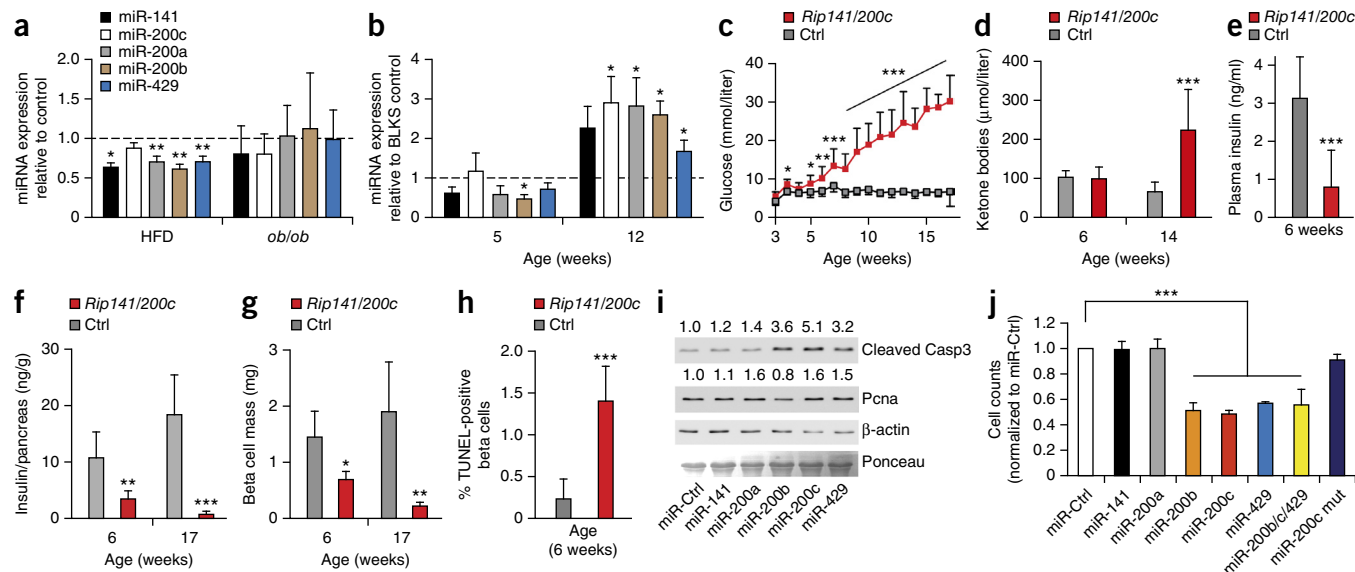 a
miR-141
miR-200c
miR-200a
miR-200b
miR-429
miRNA expression
relative to control
2.0
1.5
1.0
0.5
0
*
**
**
**
HFD
ob/ob
b
miRNA expression
relative to BLKS control
4
3
2
1
0
*
*
*
*
*
5
12
Age (weeks)
c
Rip141/200c
Ctrl
Glucose (mmol/liter)
40
30
20
10
0
*
*
**
***
***
3
5
10
15
Age (weeks)
d
Rip141/200c
Ctrl
Ketone bodies (μmol/liter)
400
300
200
100
0
***
6
14
Age (weeks)
e
Rip141/200c
Ctrl
Plasma insulin (ng/ml)
5
4
3
2
1
0
***
6 weeks
f
Rip141/200c
Ctrl
Insulin/pancreas (ng/g)
30
20
10
0
**
***
6
17
Age (weeks)
g
Rip141/200c
Ctrl
Beta cell mass (mg)
3
2
1
0
*
**
6
17
Age (weeks)
h
Rip141/200c
Ctrl
% TUNEL-positive
beta cells
2.0
1.5
1.0
0.5
0
***
Age
(6 weeks)
i
1.0 1.2 1.4 3.6 5.1 3.2
Cleaved Casp3
1.0 1.1 1.6 0.8 1.6 1.5
Pcna
β-actin
Ponceau
miR-Ctrl
miR-141
miR-200a
miR-200b
miR-200c
miR-429
j
***
Cell counts
(normalized to miR-Ctrl)
1.2
1.0
0.8
0.6
0.4
0.2
0
miR-Ctrl
miR-141
miR-200a
miR-200b
miR-200c
miR-429
miR-200b/c/429
miR-200c mut